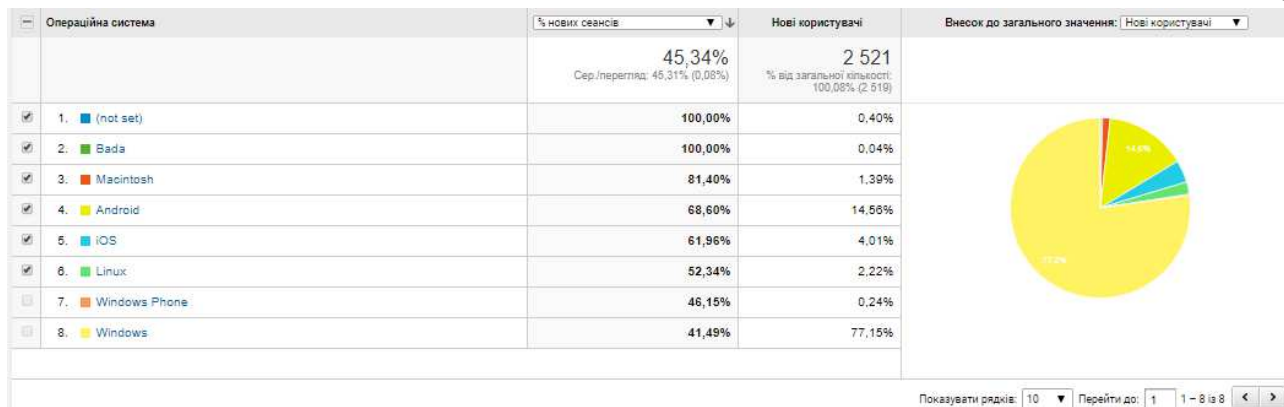 Операційна система % нових сеансів Нові користувачі Внесок до загального значення: Нові користувачі
45,34% 2 521
Сер./перегляд: 45,31% (0,08%) % від загальної кількості:
100,08% (2 519)
1. (not set) 100,00% 0,40%
2. Bada 100,00% 0,04%
3. Macintosh 81,40% 1,39%
4. Android 68,60% 14,56%
5. iOS 61,96% 4,01%
6. Linux 52,34% 2,22%
7. Windows Phone 46,15% 0,24%
8. Windows 41,49% 77,15%
14,6%
Показувати рядків: 10 Перейти до: 1 1 – 8 із 8